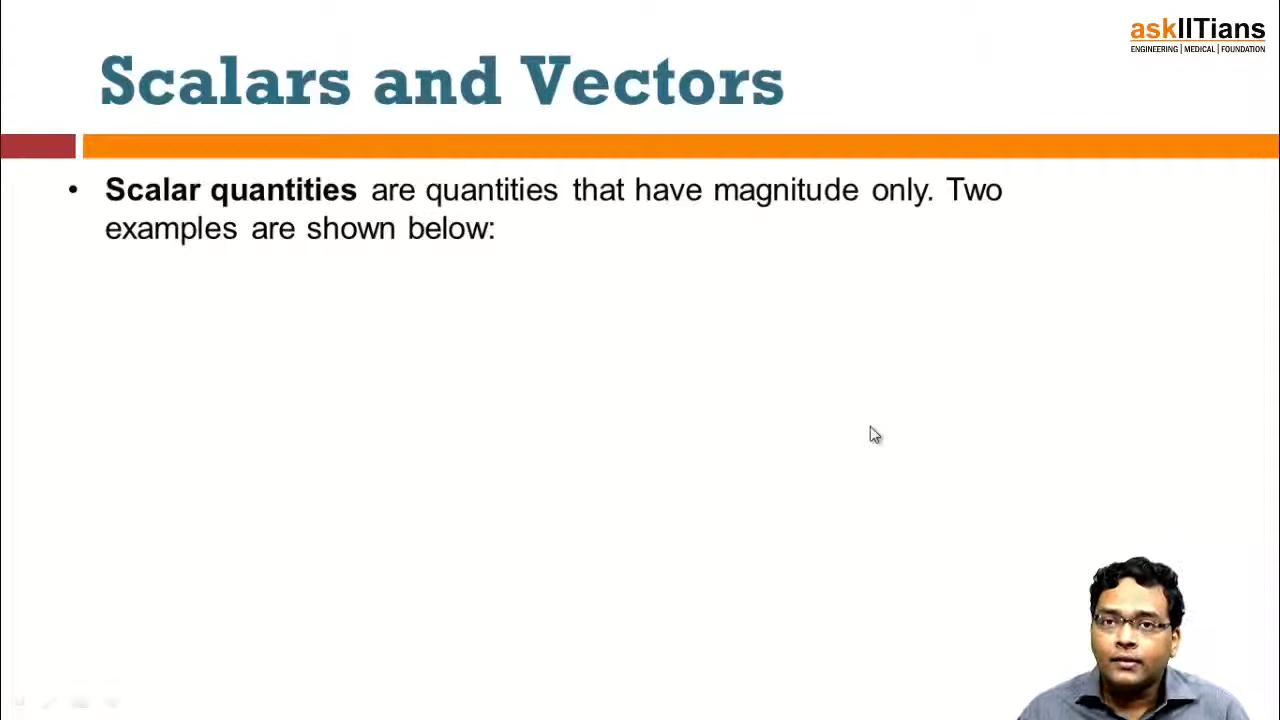 askIITians
ENGINEERING | MEDICAL | FOUNDATION
Scalars and Vectors
• Scalar quantities are quantities that have magnitude only. Two
examples are shown below: